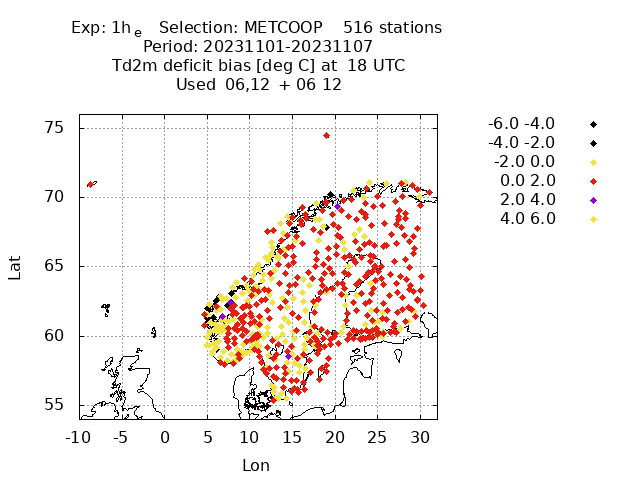 Exp: 1h e Selection: METCOOP 516 stations
Period: 20231101-20231107
Td2m deficit bias [deg C] at 18 UTC
Used 06,12 + 06 12
-6.0 -4.0
-4.0 -2.0
-2.0 0.0
0.0 2.0
2.0 4.0
4.0 6.0
75
70
65
60
55
Lat
-10 -5 0 5 10 15 20 25 30
Lon